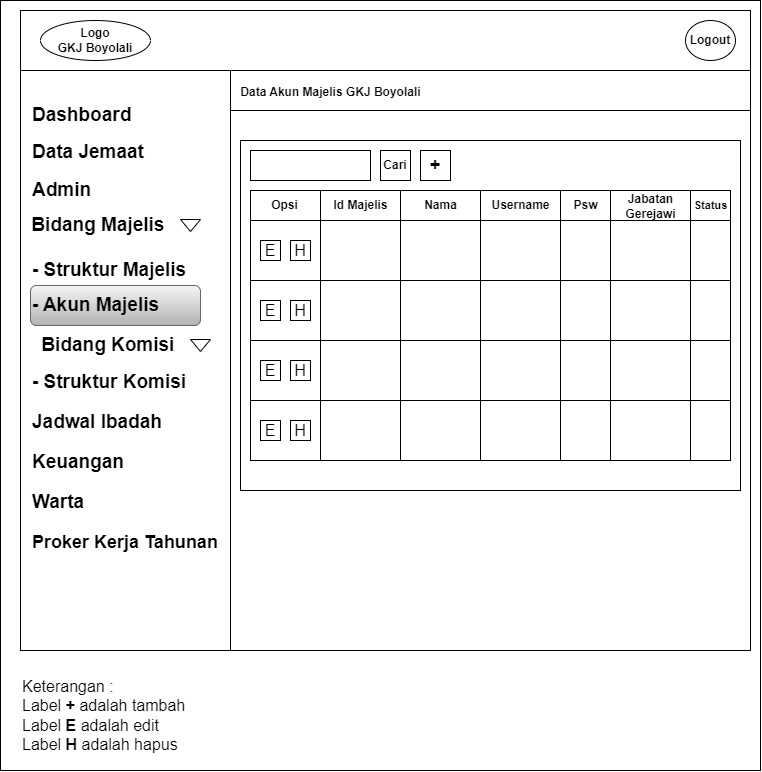 Logo
GKJ Boyolali
Logout
Data Akun Majelis GKJ Boyolali
Dashboard
Data Jemaat
Admin
Bidang Majelis
- Struktur Majelis
- Akun Majelis
Bidang Komisi
- Struktur Komisi
Jadwal Ibadah
Keuangan
Warta
Proker Kerja Tahunan
Cari +
Opsi Id Majelis Nama Username Psw Jabatan Gerejawi Status
E H
E H
E H
E H
Keterangan :
Label + adalah tambah
Label E adalah edit
Label H adalah hapus